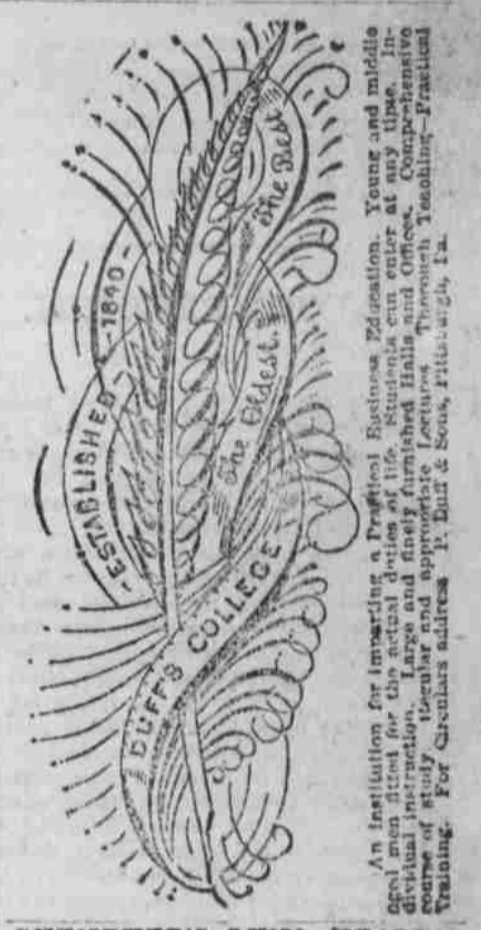 ESTABLISHED
1840
The Oldest.
The Best
DUFF'S COLLEGE
An institution for imparting a Practical Business Education. Young and middle
aged men fitted for the actual duties of life. Students can enter at any time. In-
dividual instruction. Large and finely furnished Halls and Offices. Comprehensive
course of study. Regular and appropriate Lectures. Thorough Teaching—Practical
Training. For Circulars address P. Duff & Sons, Pittsburgh, Pa.